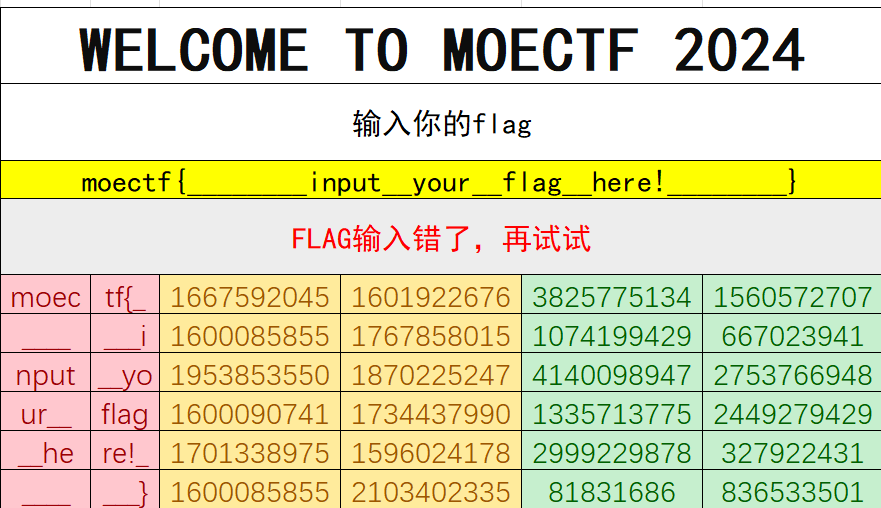 WELCOME TO MOECTF 2024
输入你的flag
moectf{________input__your__flag__here!________}
FLAG输入错了，再试试
moec tf{_ 1667592045 1601922676 3825775134 1560572707
____ ___i 1600085855 1767858015 1074199429 667023941
nput __yo 1953853550 1870225247 4140098947 2753766948
ur__ flag 1600090741 1734437990 1335713775 2449279429
__he re!_ 1701338975 1596024178 2999229878 327922431
____ ___} 1600085855 2103402335 81831686 836533501